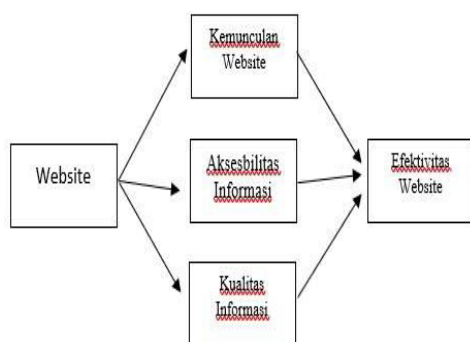 Kemunculan
Website
Website
Aksesbilitas
Informasi
Efektivitas
Website
Kualitas
Informasi